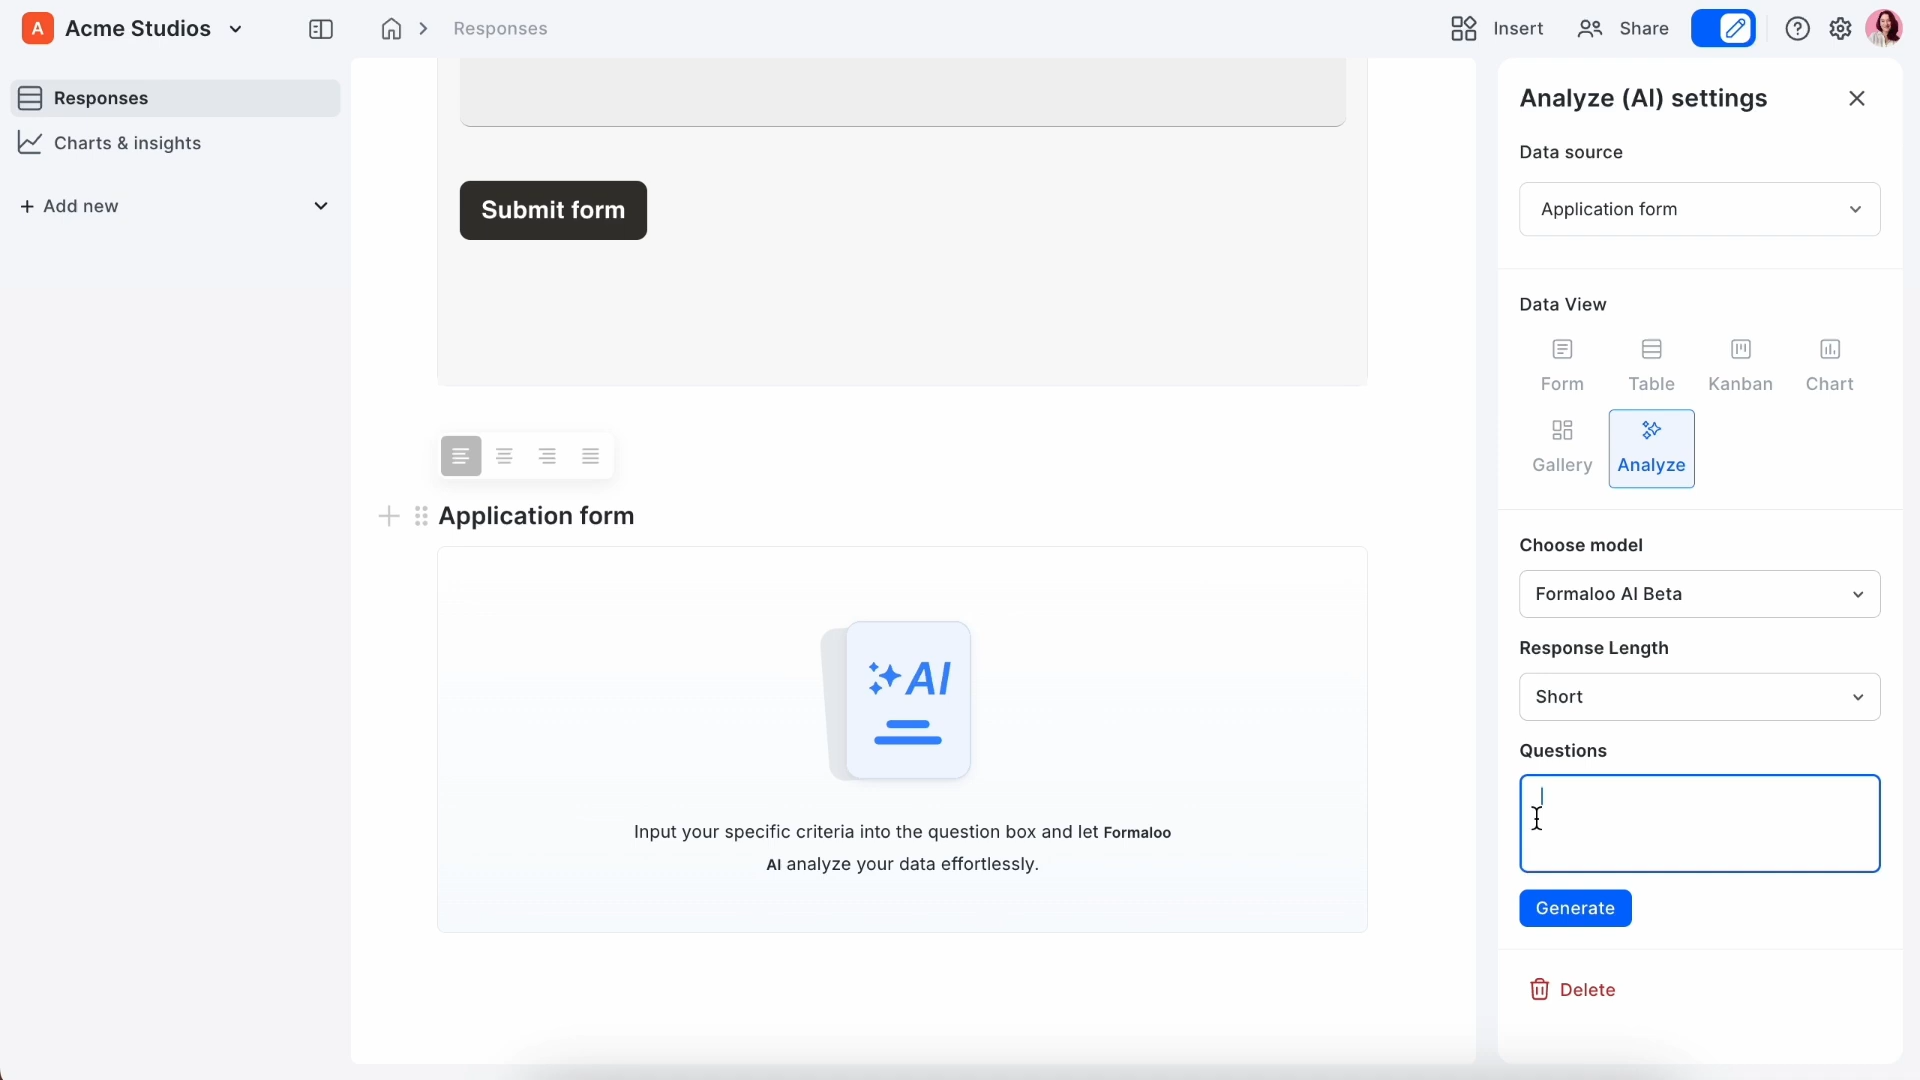 A Acme Studios
Responses
Insert
Share
Responses
Charts & insights
Add new
Submit form
Application form
AI
Input your specific criteria into the question box and let Formaloo
AI analyze your data effortlessly.
Analyze (AI) settings
Data source
Application form
Data View
Form
Table
Kanban
Chart
Gallery
Analyze
Choose model
Formaloo AI Beta
Response Length
Short
Questions
Generate
Delete